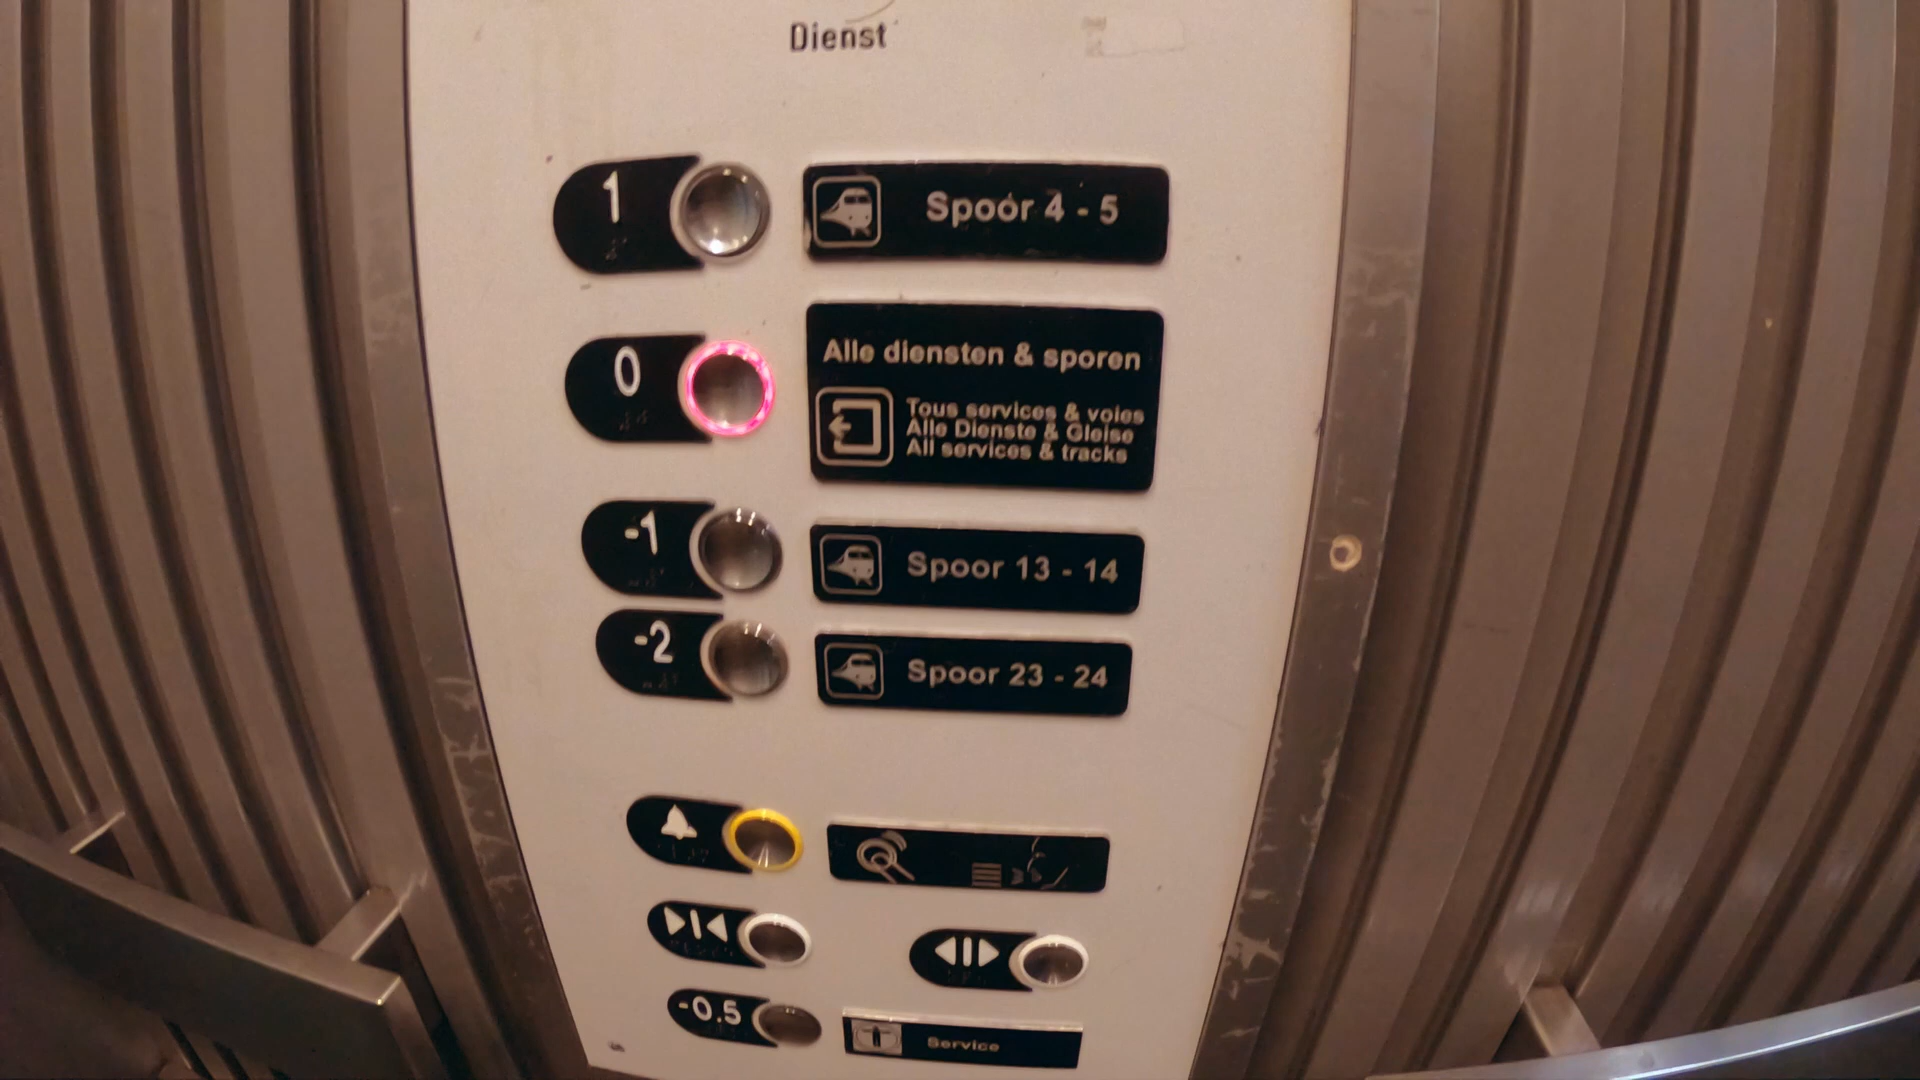 Dienst
1
Spoor 4 - 5
0
Alle diensten & sporen
Tous services & voies
Alle Dienste & Gleise
All services & tracks
-1
Spoor 13 - 14
-2
Spoor 23 - 24
-0.5
Service